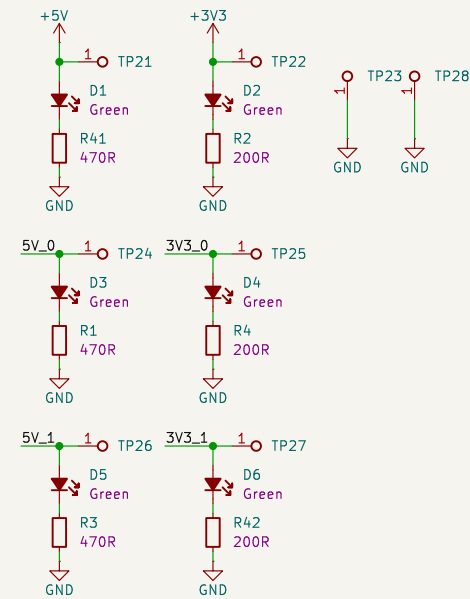 +5V +3V3
1 TP21 1 TP22
1 TP23 1 TP28
D1 D2
Green Green
R41 R2
470R 200R
GND GND
GND GND
5V_0 1 TP24 3V3_0 1 TP25
D3 D4
Green Green
R1 R4
470R 200R
GND GND
5V_1 1 TP26 3V3_1 1 TP27
D5 D6
Green Green
R3 R42
470R 200R
GND GND